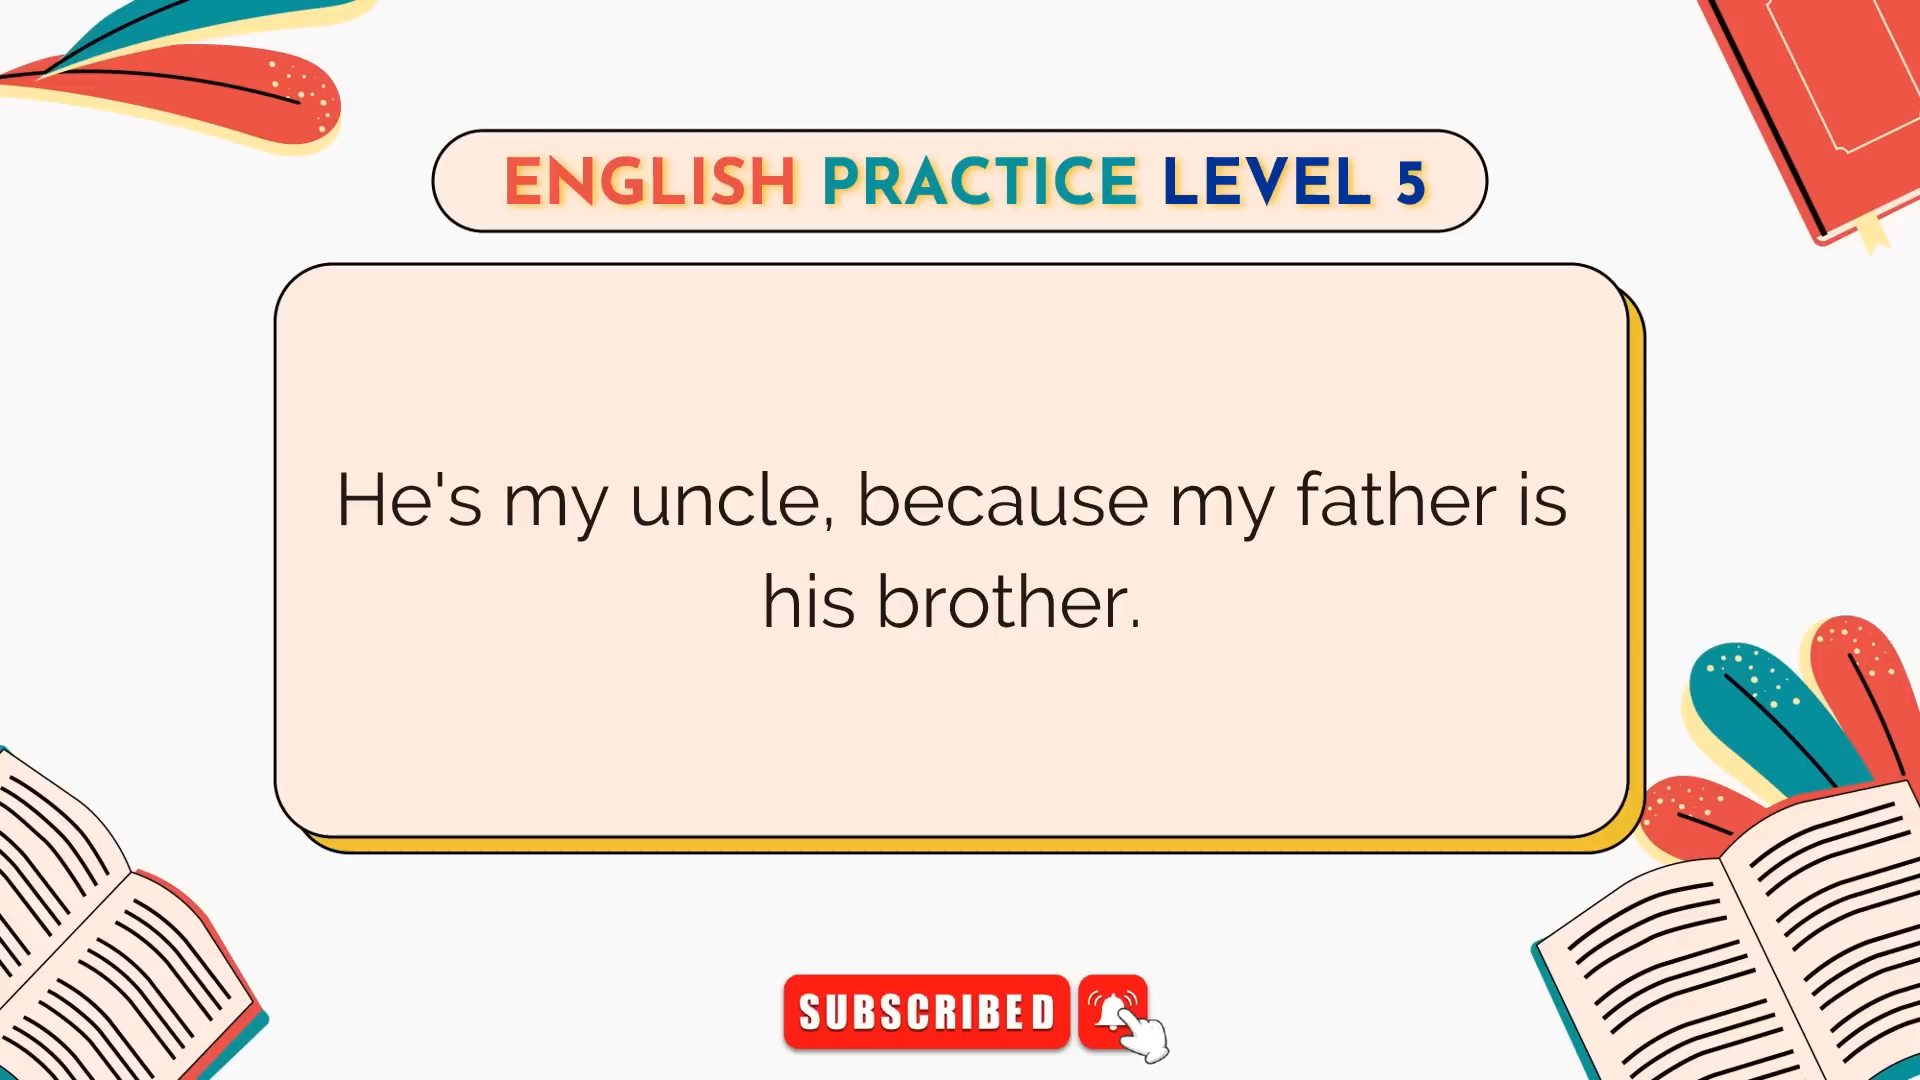 ENGLISH PRACTICE LEVEL 5
He's my uncle, because my father is
his brother.
SUBSCRIBED